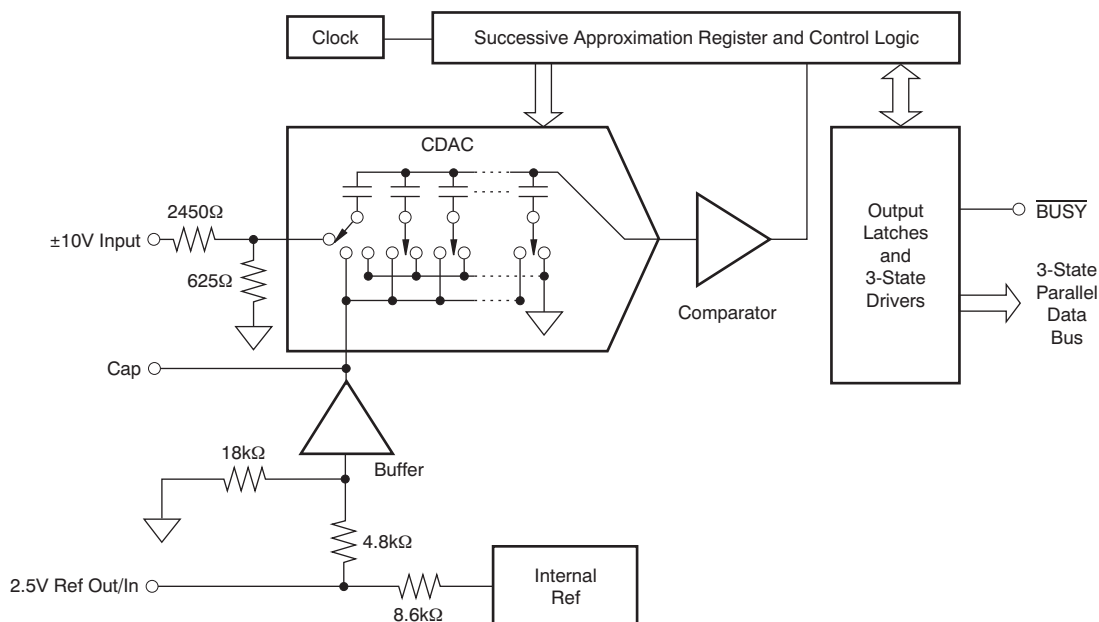 Clock
Successive Approximation Register and Control Logic
CDAC
2450Ω
±10V Input
625Ω
Comparator
Output
Latches
and
3-State
Drivers
BUSY
3-State
Parallel
Data
Bus
Cap
Buffer
18kΩ
4.8kΩ
2.5V Ref Out/In
8.6kΩ
Internal
Ref